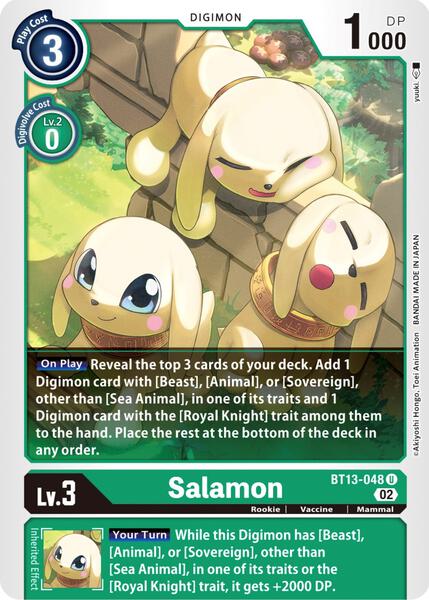 DIGIMON
Play Cost
3
1000
DP
Digivolve Cost
Lv.2
0
yuuki.
©Akiyoshi Hongo, Toei Animation BANDAI MADE IN JAPAN
On Play Reveal the top 3 cards of your deck. Add 1
Digimon card with [Beast], [Animal], or [Sovereign],
other than [Sea Animal], in one of its traits and 1
Digimon card with the [Royal Knight] trait among them
to the hand. Place the rest at the bottom of the deck in
any order.
BT13-048 U
Lv.3
Salamon
02
Rookie | Vaccine | Mammal
Inherited Effect
Your Turn While this Digimon has [Beast],
[Animal], or [Sovereign], other than
[Sea Animal], in one of its traits or the
[Royal Knight] trait, it gets +2000 DP.